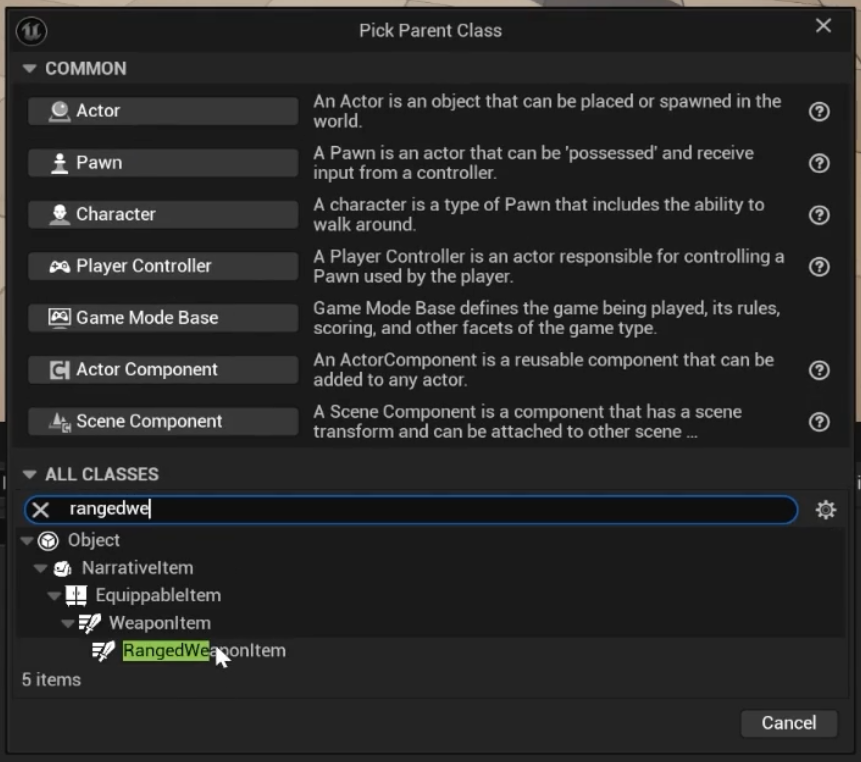 Pick Parent Class
COMMON
Actor
An Actor is an object that can be placed or spawned in the
world.
Pawn
A Pawn is an actor that can be 'possessed' and receive
input from a controller.
Character
A character is a type of Pawn that includes the ability to
walk around.
Player Controller
A Player Controller is an actor responsible for controlling a
Pawn used by the player.
Game Mode Base
Game Mode Base defines the game being played, its rules,
scoring, and other facets of the game type.
Actor Component
An ActorComponent is a reusable component that can be
added to any actor.
Scene Component
A Scene Component is a component that has a scene
transform and can be attached to other scene ...
ALL CLASSES
rangedwe
Object
NarrativeItem
EquippableItem
WeaponItem
RangedWeaponItem
5 items
Cancel